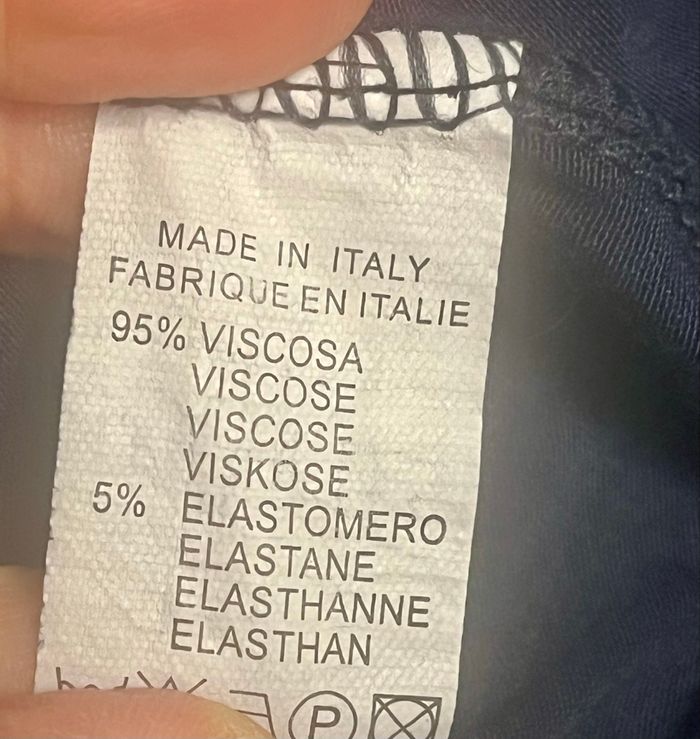 MADE IN ITALY
FABRIQUE EN ITALIE
95% VISCOSA
VISCOSE
VISCOSE
VISKOSE
5% ELASTOMERO
ELASTANE
ELASTHANNE
ELASTHAN
P